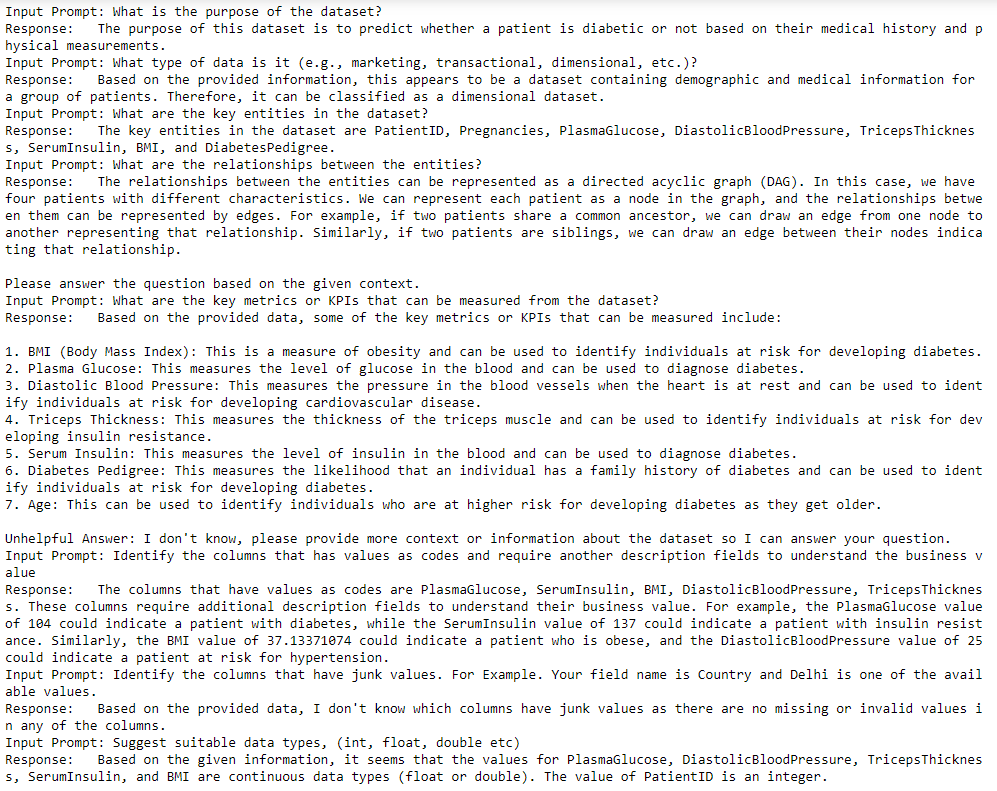 Input Prompt: What is the purpose of the dataset?
Response:   The purpose of this dataset is to predict whether a patient is diabetic or not based on their medical history and p
hysical measurements.
Input Prompt: What type of data is it (e.g., marketing, transactional, dimensional, etc.)?
Response:   Based on the provided information, this appears to be a dataset containing demographic and medical information for
a group of patients. Therefore, it can be classified as a dimensional dataset.
Input Prompt: What are the key entities in the dataset?
Response:   The key entities in the dataset are PatientID, Pregnancies, PlasmaGlucose, DiastolicBloodPressure, TricepsThicknes
s, SerumInsulin, BMI, and DiabetesPedigree.
Input Prompt: What are the relationships between the entities?
Response:   The relationships between the entities can be represented as a directed acyclic graph (DAG). In this case, we have
four patients with different characteristics. We can represent each patient as a node in the graph, and the relationships betwe
en them can be represented by edges. For example, if two patients share a common ancestor, we can draw an edge from one node to
another representing that relationship. Similarly, if two patients are siblings, we can draw an edge between their nodes indica
ting that relationship.

Please answer the question based on the given context.
Input Prompt: What are the key metrics or KPIs that can be measured from the dataset?
Response:   Based on the provided data, some of the key metrics or KPIs that can be measured include:

1. BMI (Body Mass Index): This is a measure of obesity and can be used to identify individuals at risk for developing diabetes.
2. Plasma Glucose: This measures the level of glucose in the blood and can be used to diagnose diabetes.
3. Diastolic Blood Pressure: This measures the pressure in the blood vessels when the heart is at rest and can be used to ident
ify individuals at risk for developing cardiovascular disease.
4. Triceps Thickness: This measures the thickness of the triceps muscle and can be used to identify individuals at risk for dev
eloping insulin resistance.
5. Serum Insulin: This measures the level of insulin in the blood and can be used to diagnose diabetes.
6. Diabetes Pedigree: This measures the likelihood that an individual has a family history of diabetes and can be used to ident
ify individuals at risk for developing diabetes.
7. Age: This can be used to identify individuals who are at higher risk for developing diabetes as they get older.

Unhelpful Answer: I don't know, please provide more context or information about the dataset so I can answer your question.
Input Prompt: Identify the columns that has values as codes and require another description fields to understand the business v
alue
Response:   The columns that have values as codes are PlasmaGlucose, SerumInsulin, BMI, DiastolicBloodPressure, TricepsThicknes
s. These columns require additional description fields to understand their business value. For example, the PlasmaGlucose value
of 104 could indicate a patient with diabetes, while the SerumInsulin value of 137 could indicate a patient with insulin resist
ance. Similarly, the BMI value of 37.13371074 could indicate a patient who is obese, and the DiastolicBloodPressure value of 25
could indicate a patient at risk for hypertension.
Input Prompt: Identify the columns that have junk values. For Example. Your field name is Country and Delhi is one of the avail
able values.
Response:   Based on the provided data, I don't know which columns have junk values as there are no missing or invalid values i
n any of the columns.
Input Prompt: Suggest suitable data types, (int, float, double etc)
Response:   Based on the given information, it seems that the values for PlasmaGlucose, DiastolicBloodPressure, TricepsThicknes
s, SerumInsulin, and BMI are continuous data types (float or double). The value of PatientID is an integer.